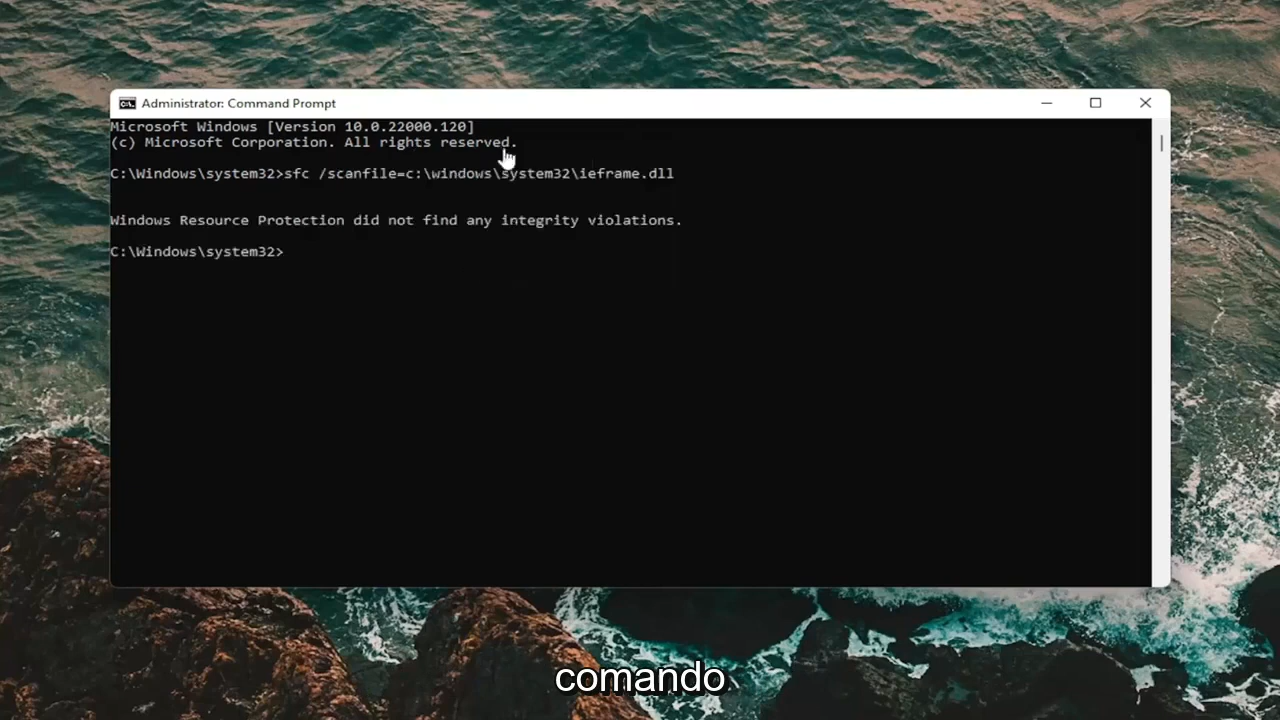 Administrator: Command Prompt
Microsoft Windows [Version 10.0.22000.120]
(c) Microsoft Corporation. All rights reserved.
C:\Windows\system32>sfc /scanfile=c:\windows\system32\ieframe.dll
Windows Resource Protection did not find any integrity violations.
C:\Windows\system32>
comando